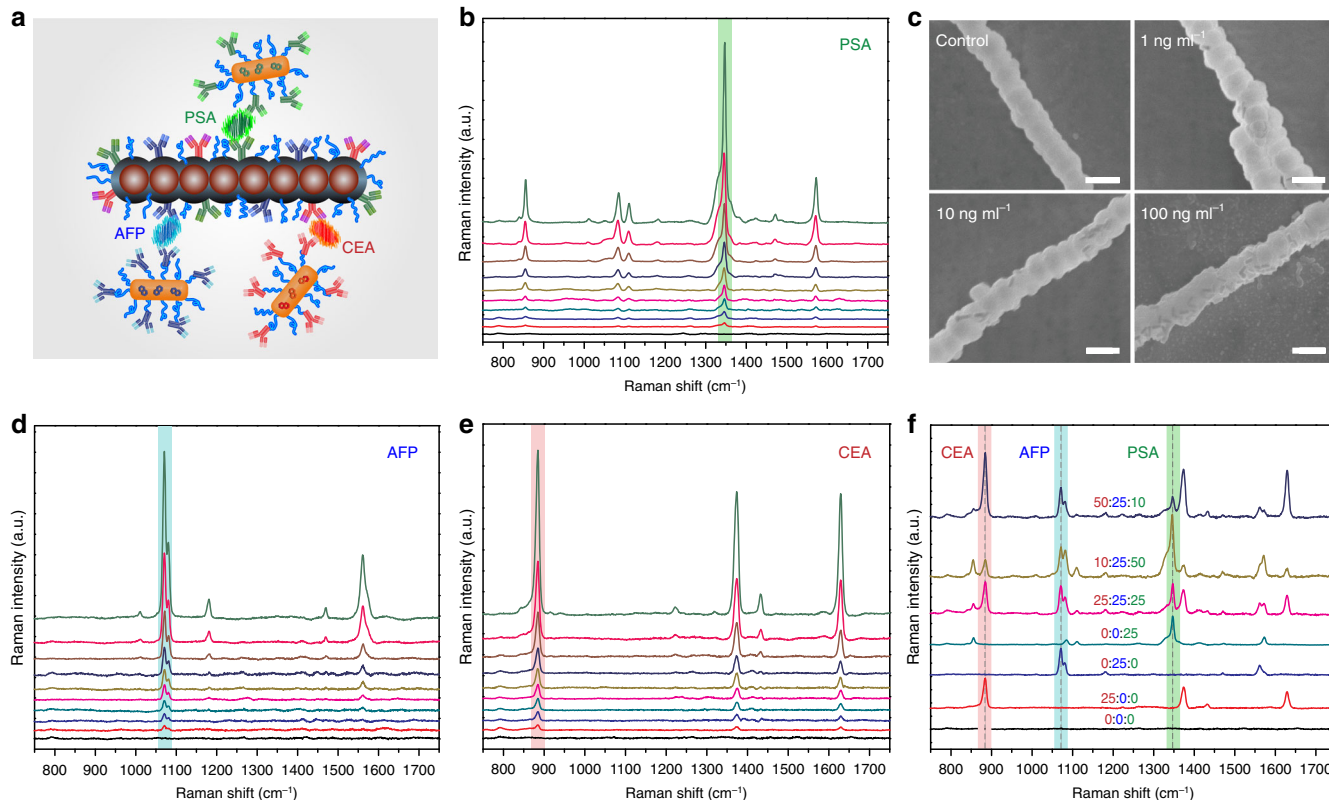 a
PSA
AFP
CEA
b
PSA
Raman intensity (a.u.)
800 900 1000 1100 1200 1300 1400 1500 1600 1700
Raman shift (cm⁻¹)
c
Control
1 ng ml⁻¹
10 ng ml⁻¹
100 ng ml⁻¹
d
AFP
Raman intensity (a.u.)
800 900 1000 1100 1200 1300 1400 1500 1600 1700
Raman shift (cm⁻¹)
e
CEA
Raman intensity (a.u.)
800 900 1000 1100 1200 1300 1400 1500 1600 1700
Raman shift (cm⁻¹)
f
CEA AFP PSA
50:25:10
10:25:50
25:25:25
0:0:25
0:25:0
25:0:0
0:0:0
Raman intensity (a.u.)
800 900 1000 1100 1200 1300 1400 1500 1600 1700
Raman shift (cm⁻¹)